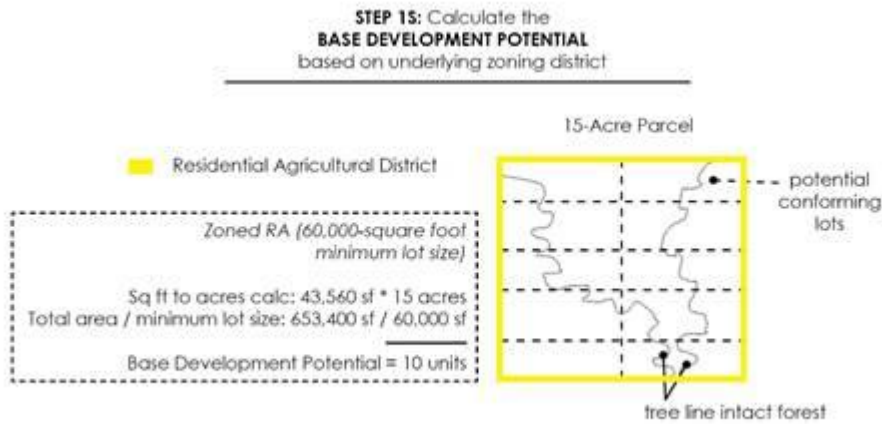 STEP 1S: Calculate the
BASE DEVELOPMENT POTENTIAL
based on underlying zoning district
15-Acre Parcel
Residential Agricultural District
potential
conforming
lots
Zoned RA (60,000-square foot
minimum lot size)
Sq ft to acres calc: 43,560 sf * 15 acres
Total area / minimum lot size: 653,400 sf / 60,000 sf
Base Development Potential = 10 units
tree line intact forest